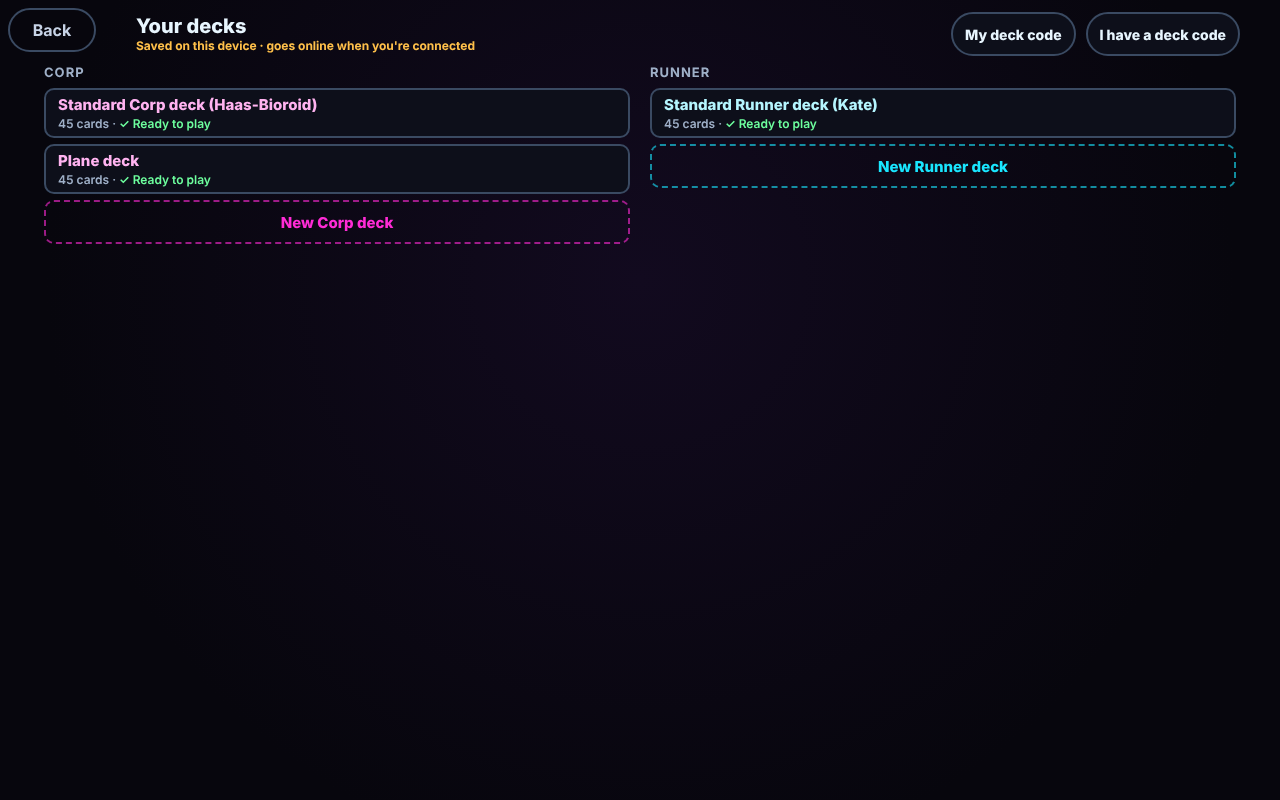 Back
Your decks
Saved on this device · goes online when you're connected
My deck code
I have a deck code
CORP
Standard Corp deck (Haas-Bioroid)
45 cards · ✓ Ready to play
Plane deck
45 cards · ✓ Ready to play
New Corp deck
RUNNER
Standard Runner deck (Kate)
45 cards · ✓ Ready to play
New Runner deck